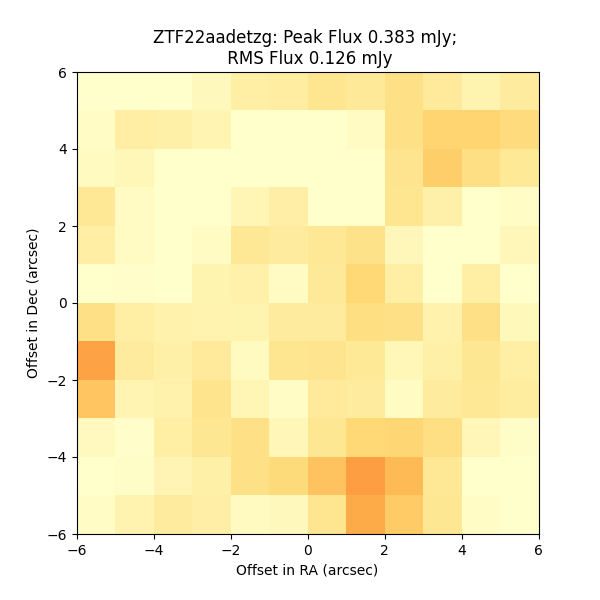 ZTF22aadetzg: Peak Flux 0.383 mJy;
RMS Flux 0.126 mJy
6
4
2
0
−2
−4
−6
Offset in Dec (arcsec)
−6 −4 −2 0 2 4 6
Offset in RA (arcsec)